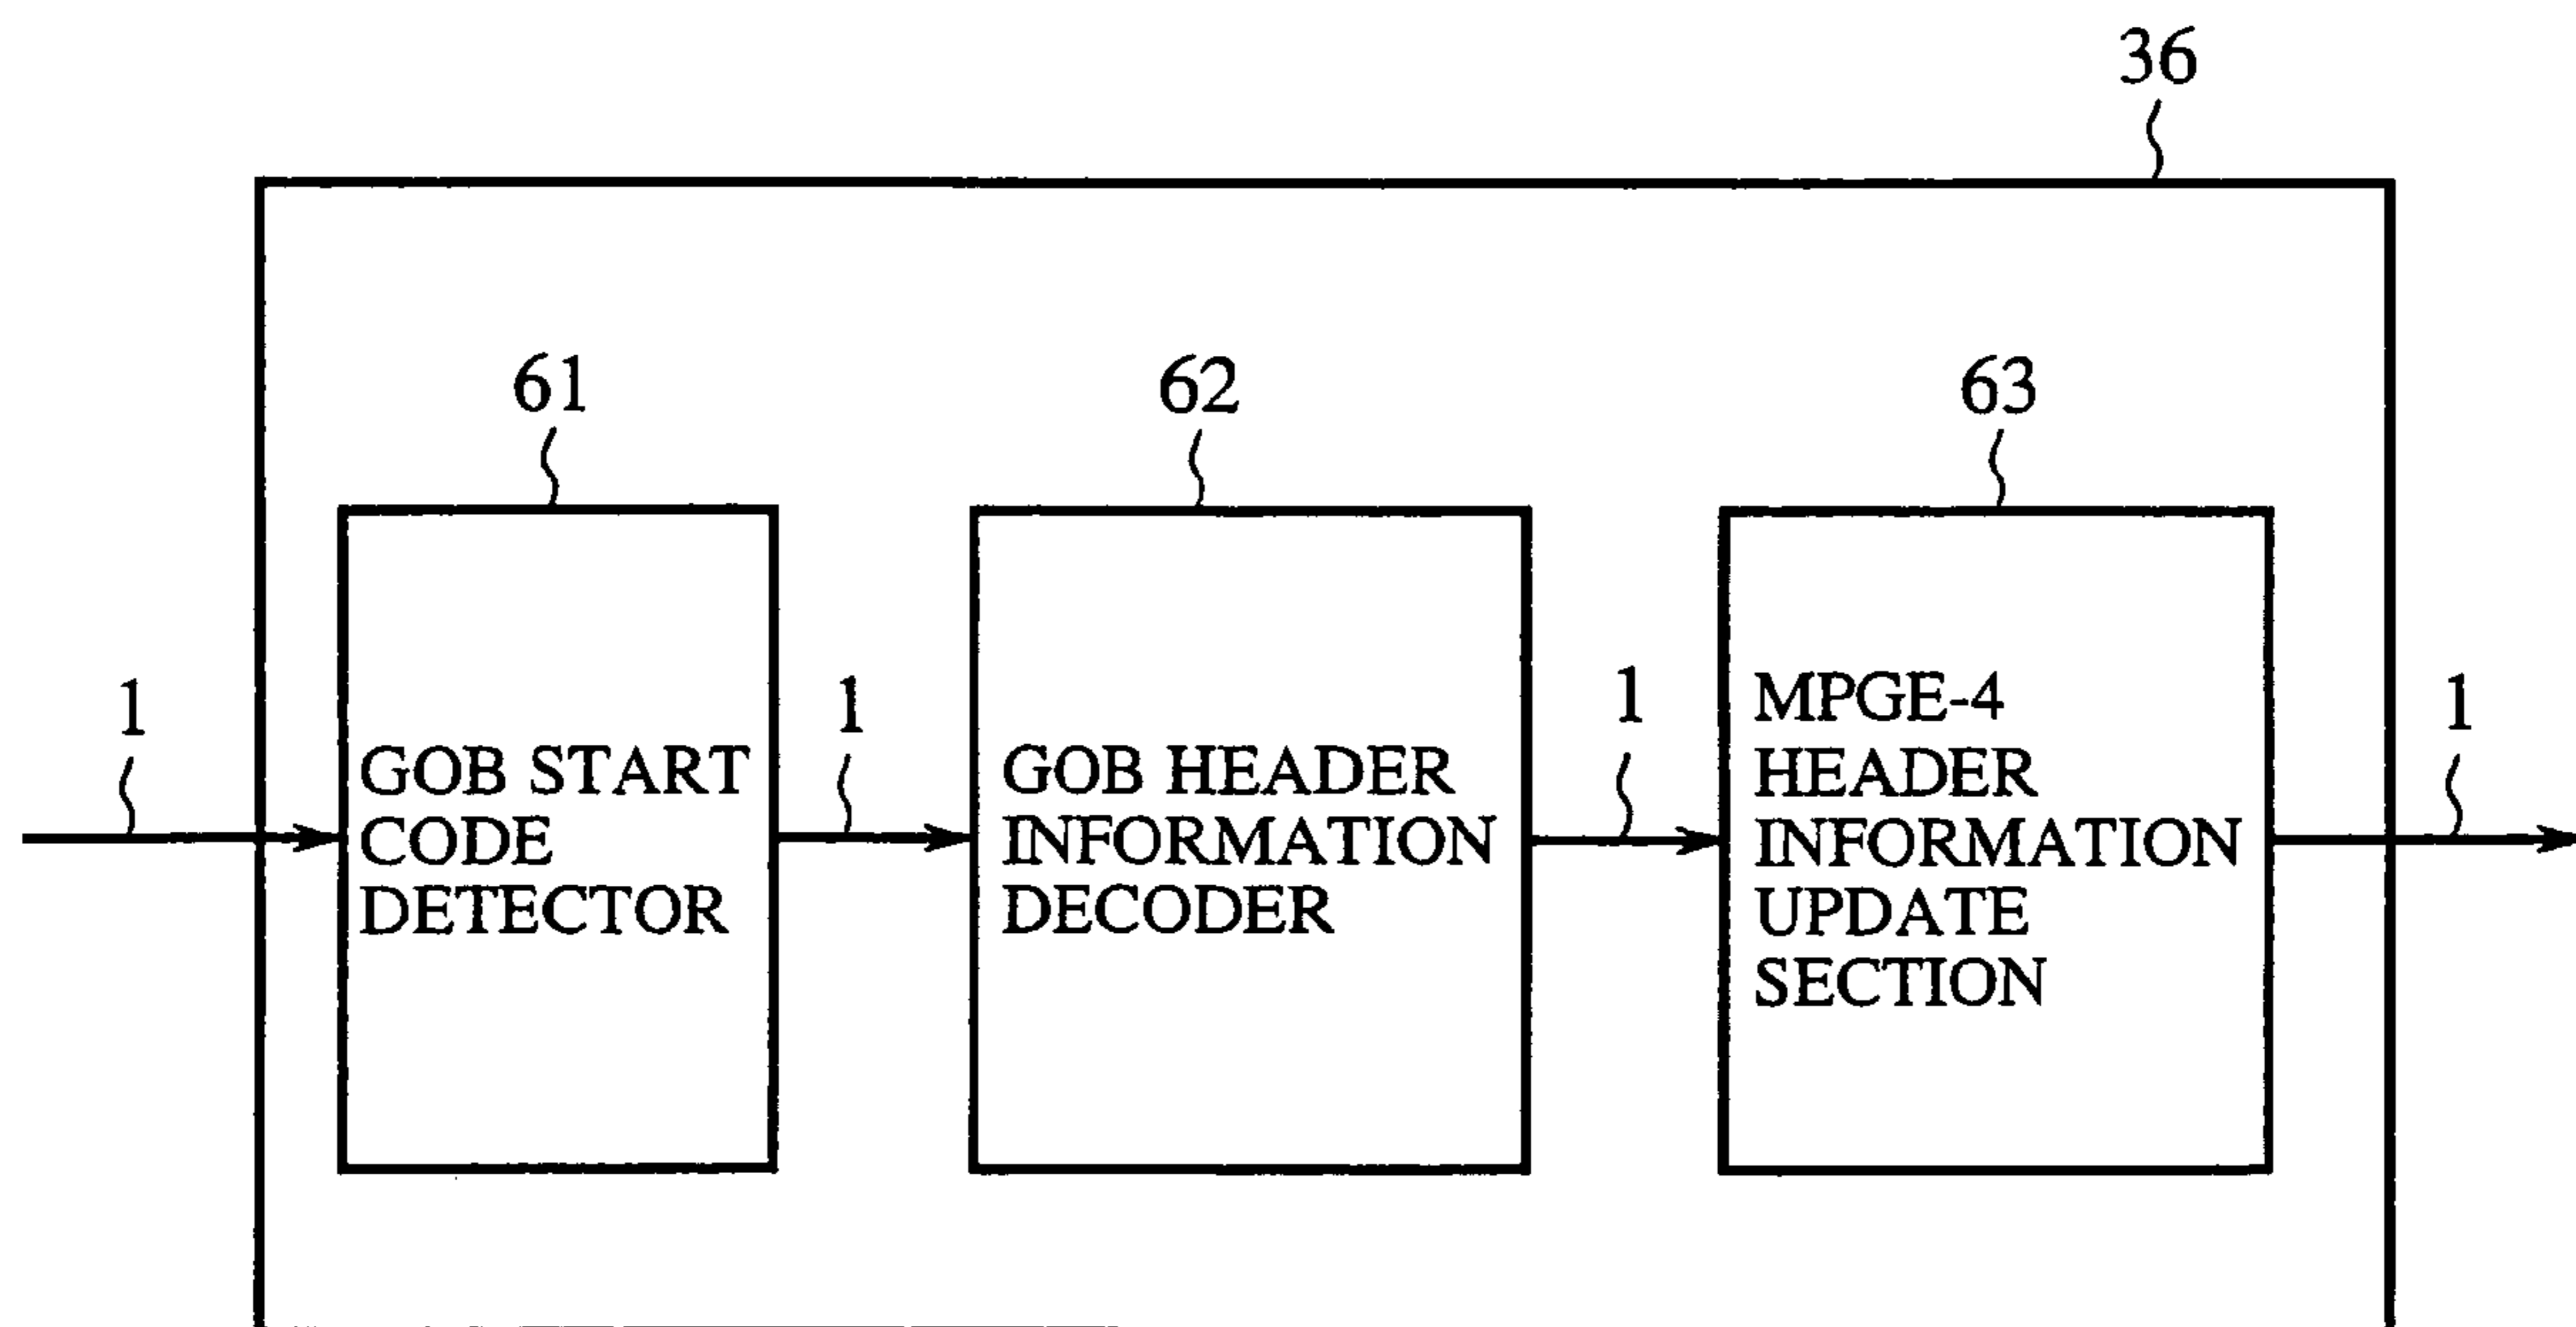 36
61
62
63
1
GOB START
CODE
DETECTOR
1
GOB HEADER
INFORMATION
DECODER
1
MPGE-4
HEADER
INFORMATION
UPDATE
SECTION
1